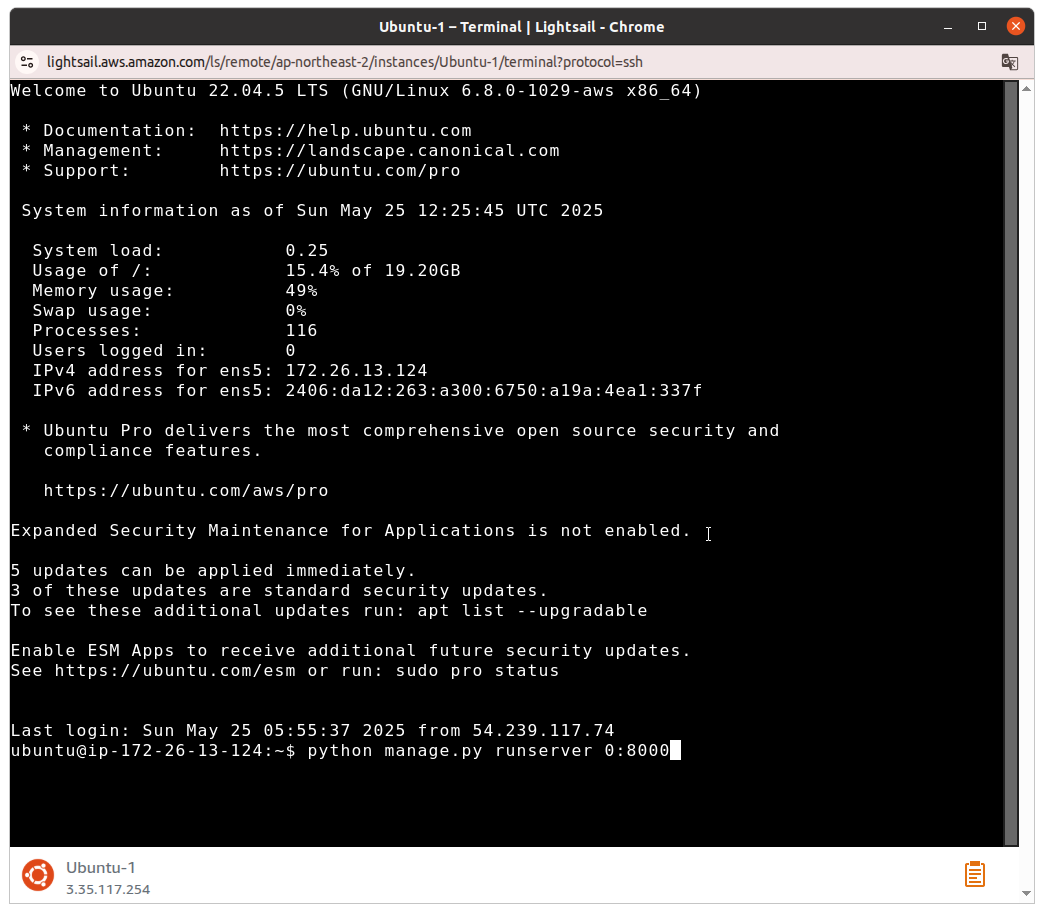 Ubuntu-1 – Terminal | Lightsail - Chrome
lightsail.aws.amazon.com/ls/remote/ap-northeast-2/instances/Ubuntu-1/terminal?protocol=ssh
Welcome to Ubuntu 22.04.5 LTS (GNU/Linux 6.8.0-1029-aws x86_64)
* Documentation:  https://help.ubuntu.com
* Management:     https://landscape.canonical.com
* Support:        https://ubuntu.com/pro
System information as of Sun May 25 12:25:45 UTC 2025
System load:           0.25
Usage of /:            15.4% of 19.20GB
Memory usage:          49%
Swap usage:            0%
Processes:             116
Users logged in:       0
IPv4 address for ens5: 172.26.13.124
IPv6 address for ens5: 2406:da12:263:a300:6750:a19a:4ea1:337f
* Ubuntu Pro delivers the most comprehensive open source security and
compliance features.
https://ubuntu.com/aws/pro
Expanded Security Maintenance for Applications is not enabled.
5 updates can be applied immediately.
3 of these updates are standard security updates.
To see these additional updates run: apt list --upgradable
Enable ESM Apps to receive additional future security updates.
See https://ubuntu.com/esm or run: sudo pro status
Last login: Sun May 25 05:55:37 2025 from 54.239.117.74
ubuntu@ip-172-26-13-124:~$ python manage.py runserver 0:8000
Ubuntu-1
3.35.117.254